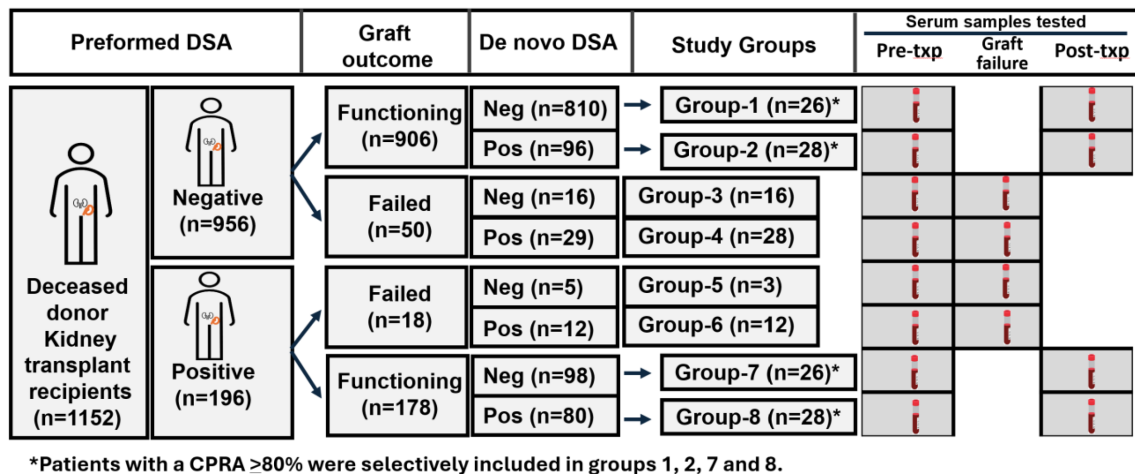 Preformed DSA
Graft
outcome
De novo DSA
Study Groups
Serum samples tested
Pre-txp
Graft
failure
Post-txp
Deceased
donor
Kidney
transplant
recipients
(n=1152)
Negative
(n=956)
Positive
(n=196)
Functioning
(n=906)
Failed
(n=50)
Failed
(n=18)
Functioning
(n=178)
Neg (n=810)
Pos (n=96)
Neg (n=16)
Pos (n=29)
Neg (n=5)
Pos (n=12)
Neg (n=98)
Pos (n=80)
Group-1 (n=26)*
Group-2 (n=28)*
Group-3 (n=16)
Group-4 (n=28)
Group-5 (n=3)
Group-6 (n=12)
Group-7 (n=26)*
Group-8 (n=28)*
*Patients with a CPRA ≥80% were selectively included in groups 1, 2, 7 and 8.